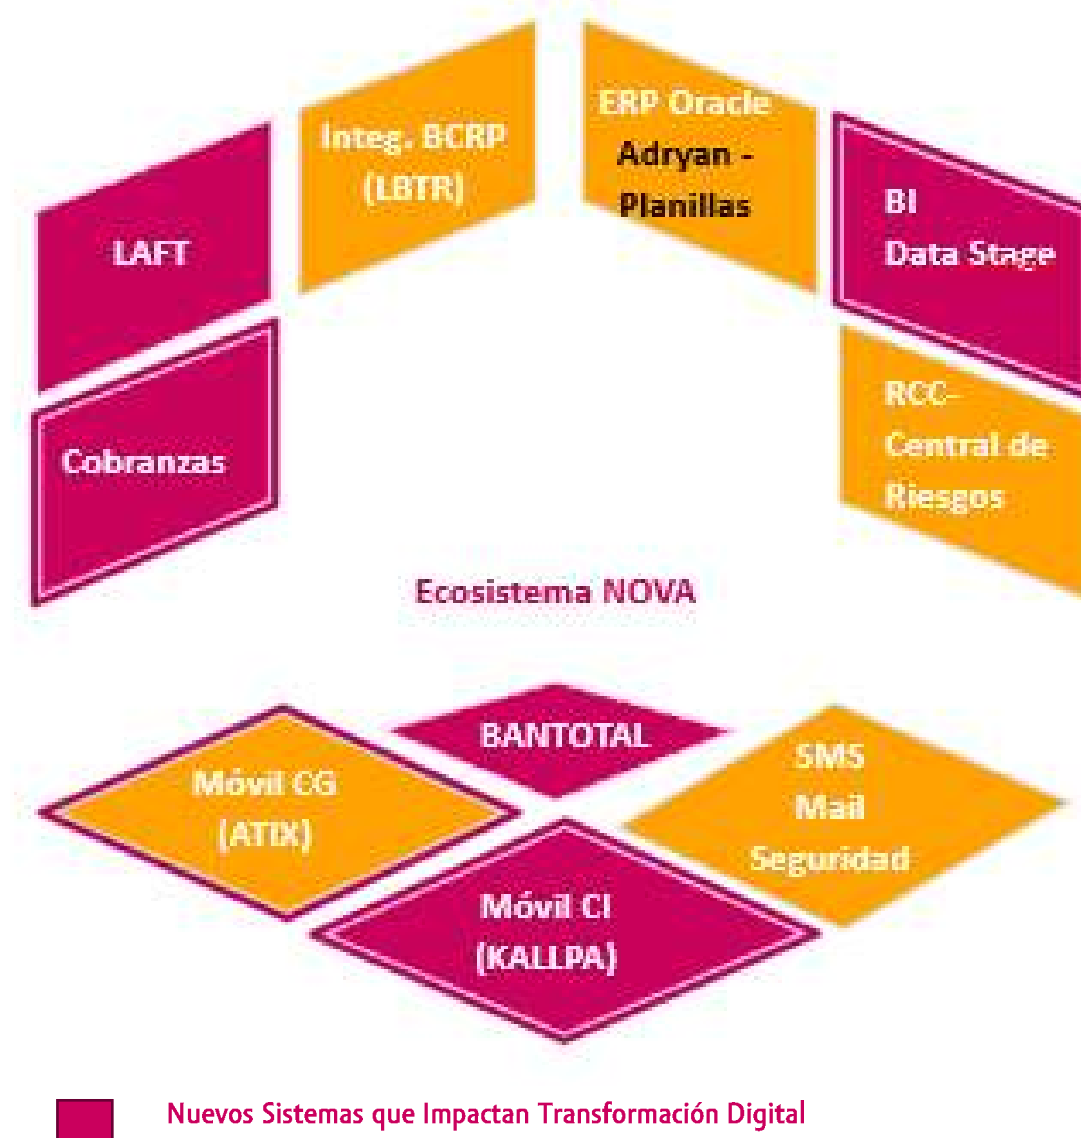 Integ. BCRP
(LBTR)
ERP Oracle
Adryan -
Planillas
LAFT
BI
Data Stage
Cobranzas
RCC-
Central de
Riesgos
Ecosistema NOVA
BANTOTAL
Móvil CG
(ATIX)
SMS
Mail
Seguridad
Móvil CI
(KALLPA)
Nuevos Sistemas que Impactan Transformación Digital